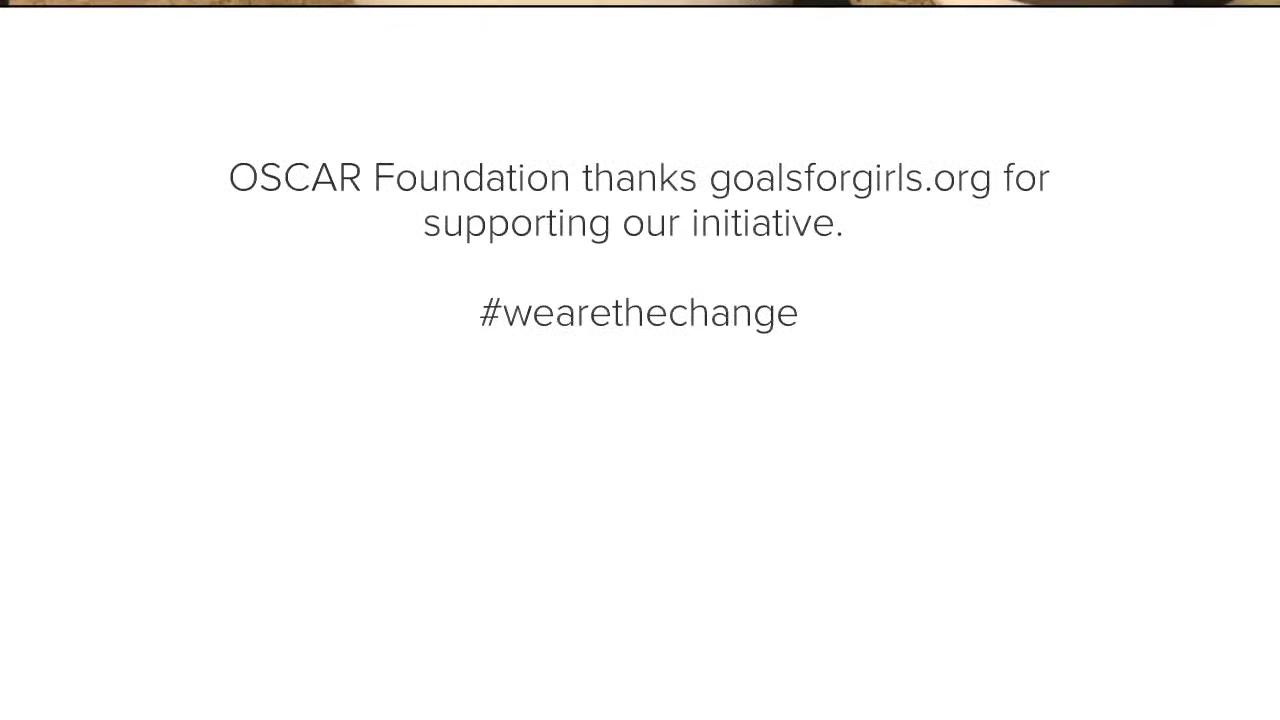 OSCAR Foundation thanks goalsforgirls.org for
supporting our initiative.
#wearethechange